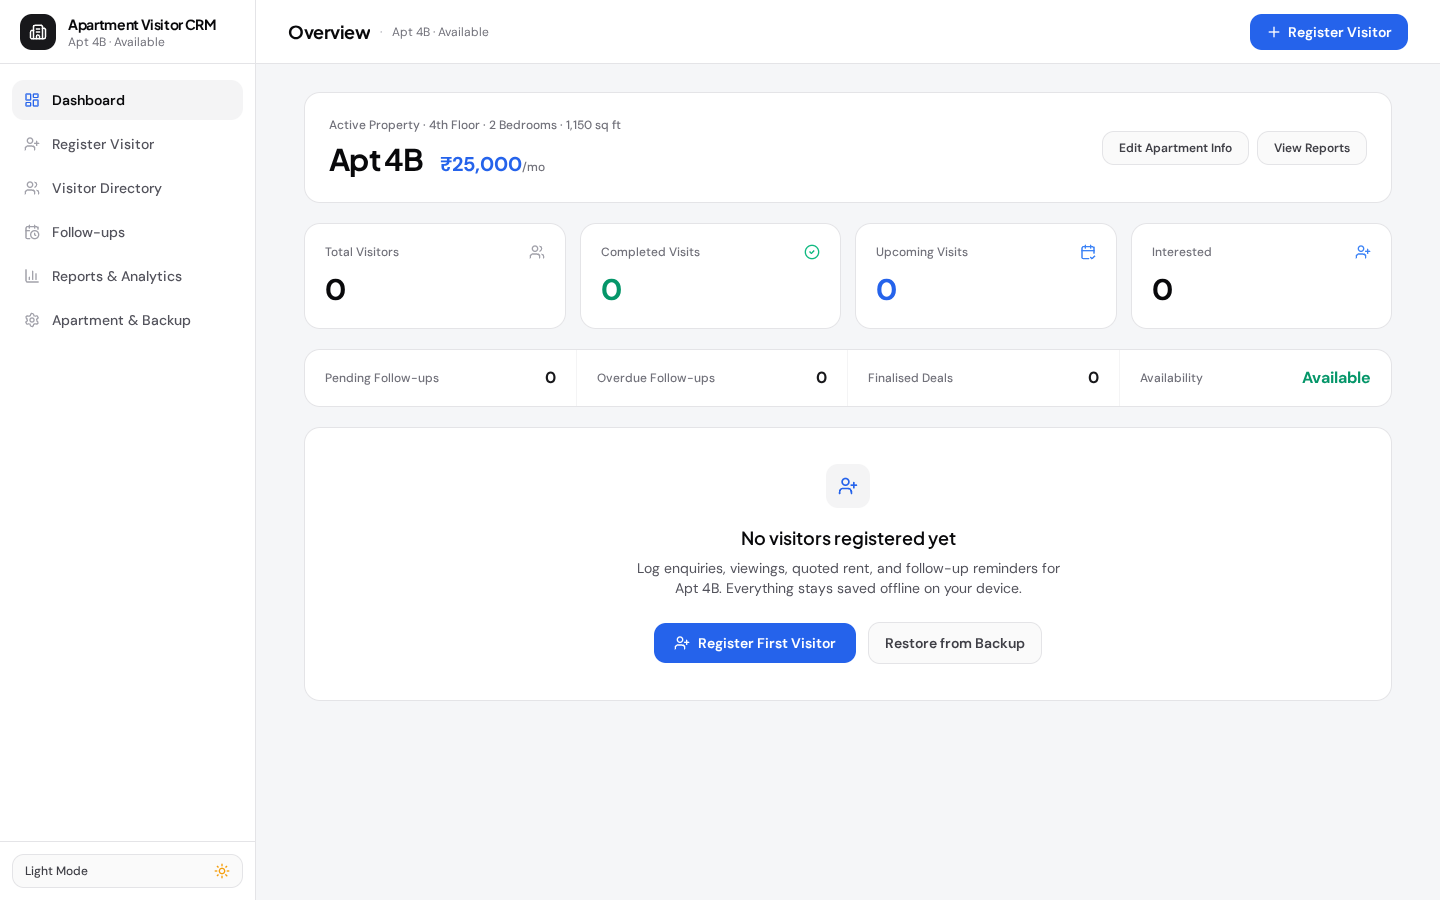 Apartment Visitor CRM
Apt 4B · Available
Dashboard
Register Visitor
Visitor Directory
Follow-ups
Reports & Analytics
Apartment & Backup
Light Mode
Overview · Apt 4B · Available
Register Visitor
Active Property · 4th Floor · 2 Bedrooms · 1,150 sq ft
Apt 4B ₹25,000/mo
Edit Apartment Info
View Reports
Total Visitors
0
Completed Visits
0
Upcoming Visits
0
Interested
0
Pending Follow-ups 0
Overdue Follow-ups 0
Finalised Deals 0
Availability Available
No visitors registered yet
Log enquiries, viewings, quoted rent, and follow-up reminders for
Apt 4B. Everything stays saved offline on your device.
Register First Visitor
Restore from Backup